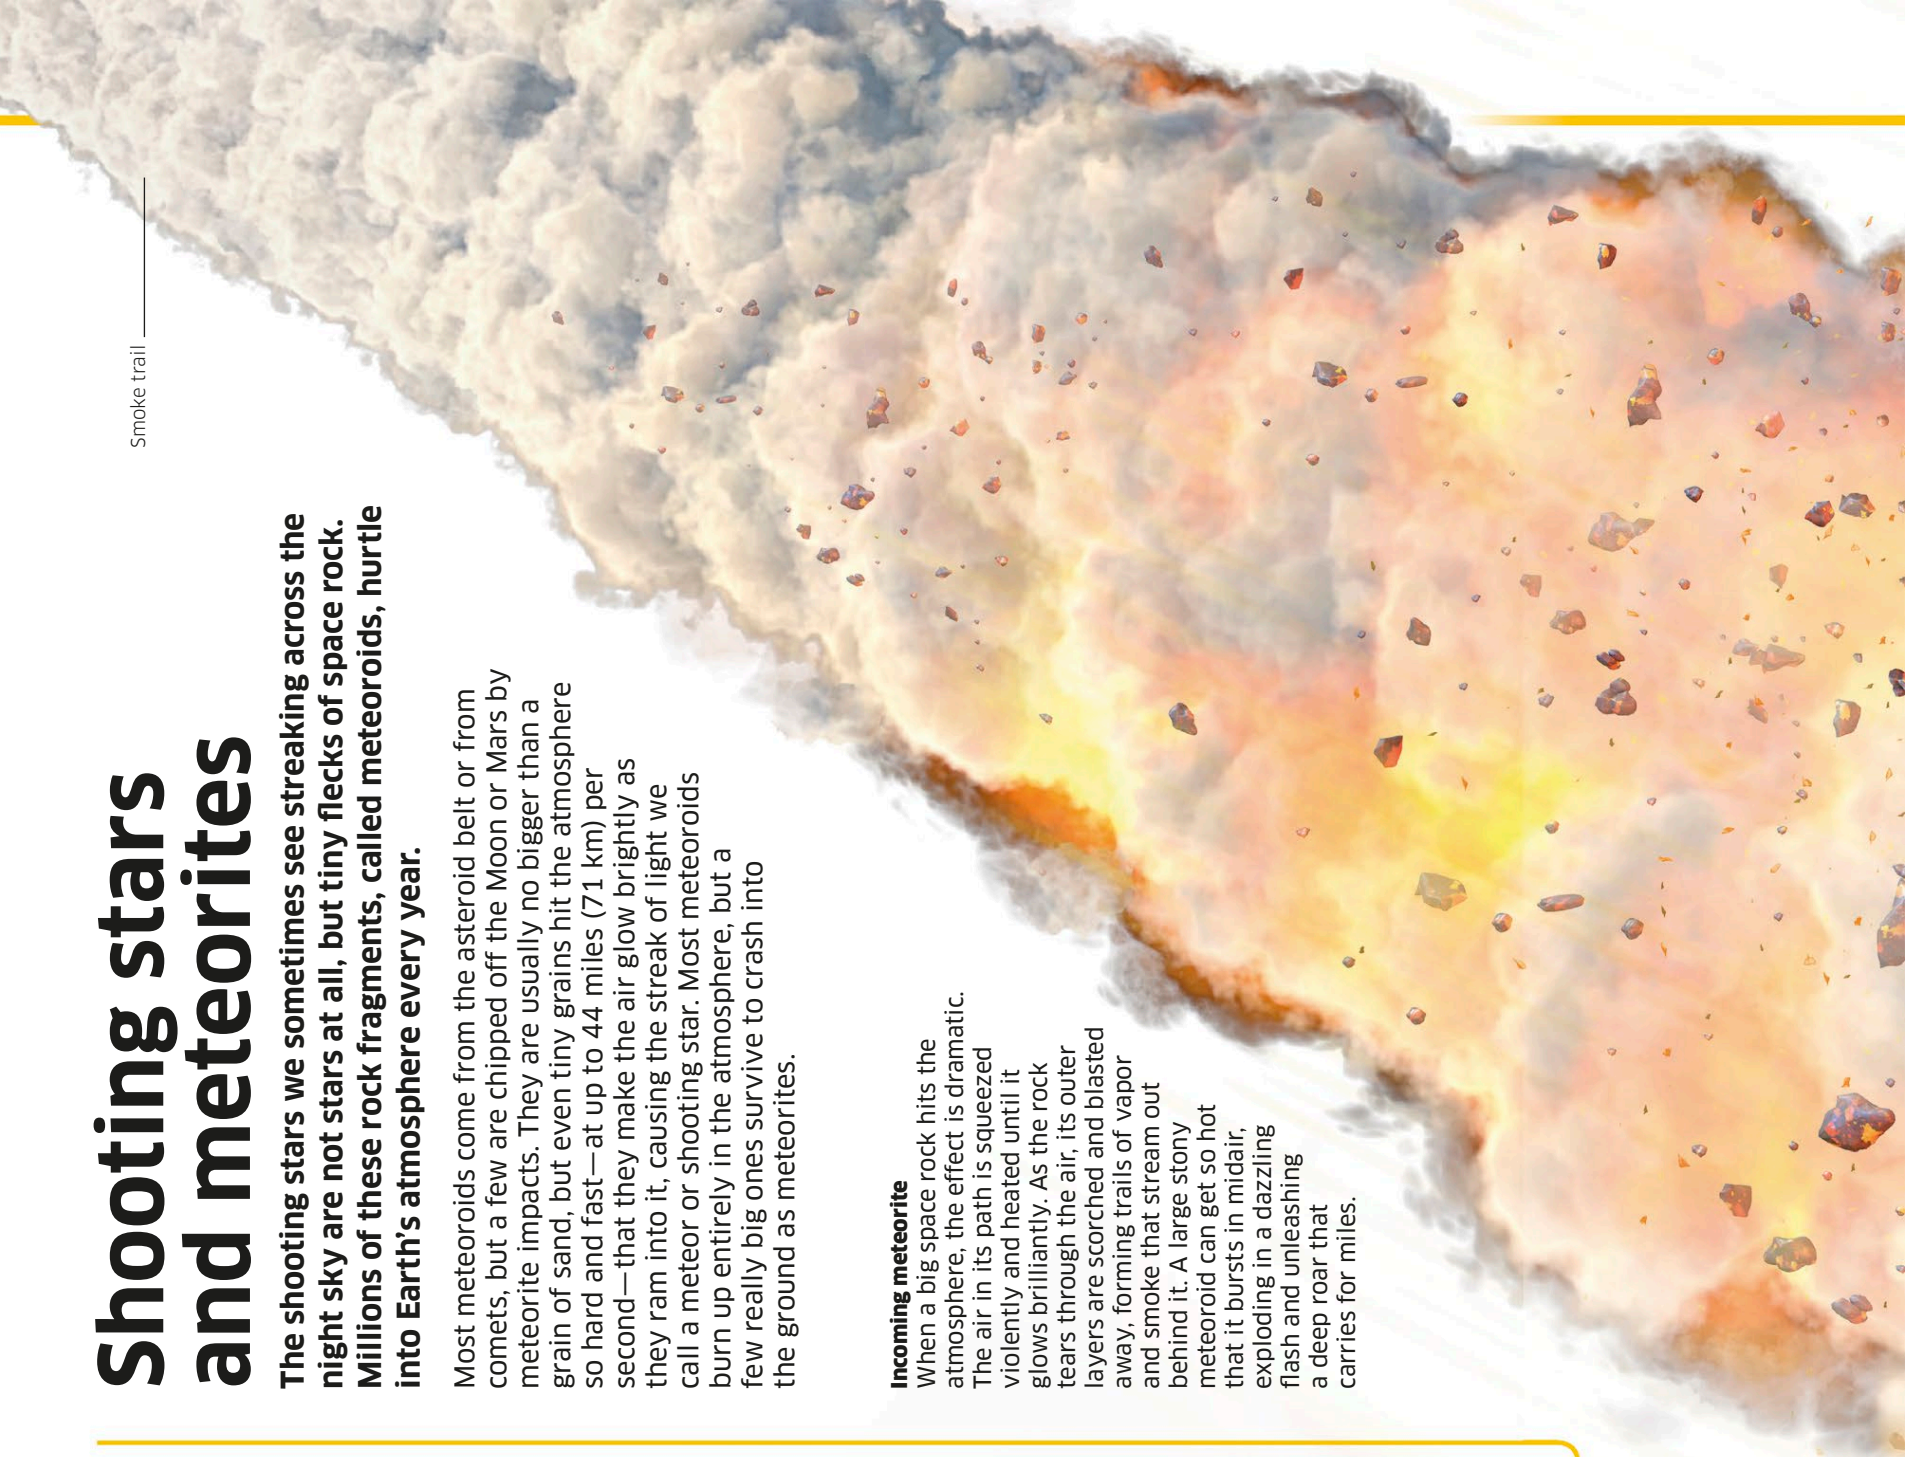 Shooting stars
and meteorites
The shooting stars we sometimes see streaking across the
night sky are not stars at all, but tiny flecks of space rock.
Millions of these rock fragments, called meteoroids, hurtle
into Earth's atmosphere every year.
Most meteoroids come from the asteroid belt or from
comets, but a few are chipped off the Moon or Mars by
meteorite impacts. They are usually no bigger than a
grain of sand, but even tiny grains hit the atmosphere
so hard and fast—at up to 44 miles (71 km) per
second—that they make the air glow brightly as
they ram into it, causing the streak of light we
call a meteor or shooting star. Most meteoroids
burn up entirely in the atmosphere, but a
few really big ones survive to crash into
the ground as meteorites.
Incoming meteorite
When a big space rock hits the
atmosphere, the effect is dramatic.
The air in its path is squeezed
violently and heated until it
glows brilliantly. As the rock
tears through the air, its outer
layers are scorched and blasted
away, forming trails of vapor
and smoke that stream out
behind it. A large stony
meteoroid can get so hot
that it bursts in midair,
exploding in a dazzling
flash and unleashing
a deep roar that
carries for miles.
Smoke trail